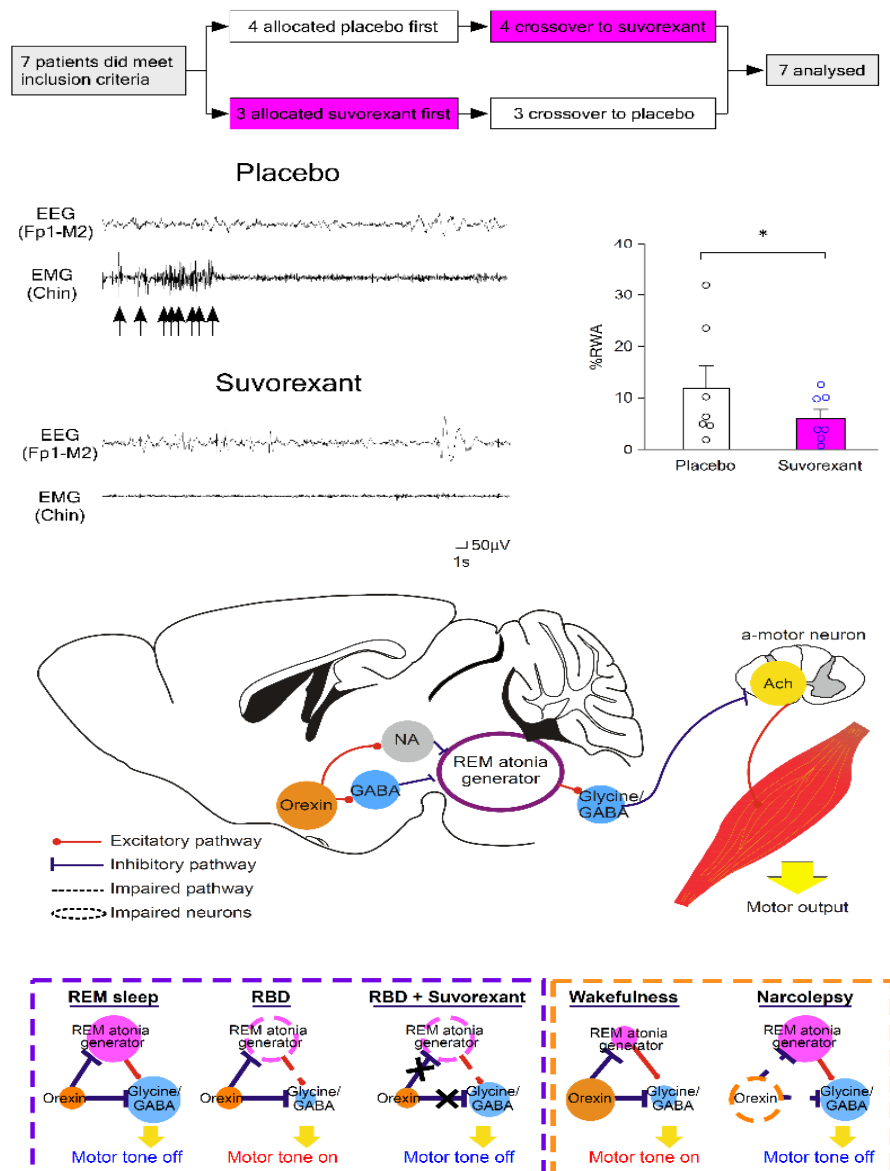 4 allocated placebo first
4 crossover to suvorexant
7 patients did meet
inclusion criteria
7 analysed
3 allocated suvorexant first
3 crossover to placebo
Placebo
EEG
(Fp1-M2)
EMG
(Chin)
Suvorexant
EEG
(Fp1-M2)
EMG
(Chin)
50μV
1s
*
40
30
20
10
0
%RWA
Placebo
Suvorexant
a-motor neuron
Ach
NA
REM atonia
generator
GABA
Orexin
Glycine/
GABA
Excitatory pathway
Inhibitory pathway
Impaired pathway
Impaired neurons
Motor output
REM sleep
REM atonia
generator
Orexin
Glycine/
GABA
Motor tone off
RBD
REM atonia
generator
Orexin
Glycine/
GABA
Motor tone on
RBD + Suvorexant
REM atonia
generator
Orexin
Glycine/
GABA
Motor tone off
Wakefulness
REM atonia
generator
Orexin
Glycine/
GABA
Motor tone on
Narcolepsy
REM atonia
generator
Orexin
Glycine/
GABA
Motor tone off